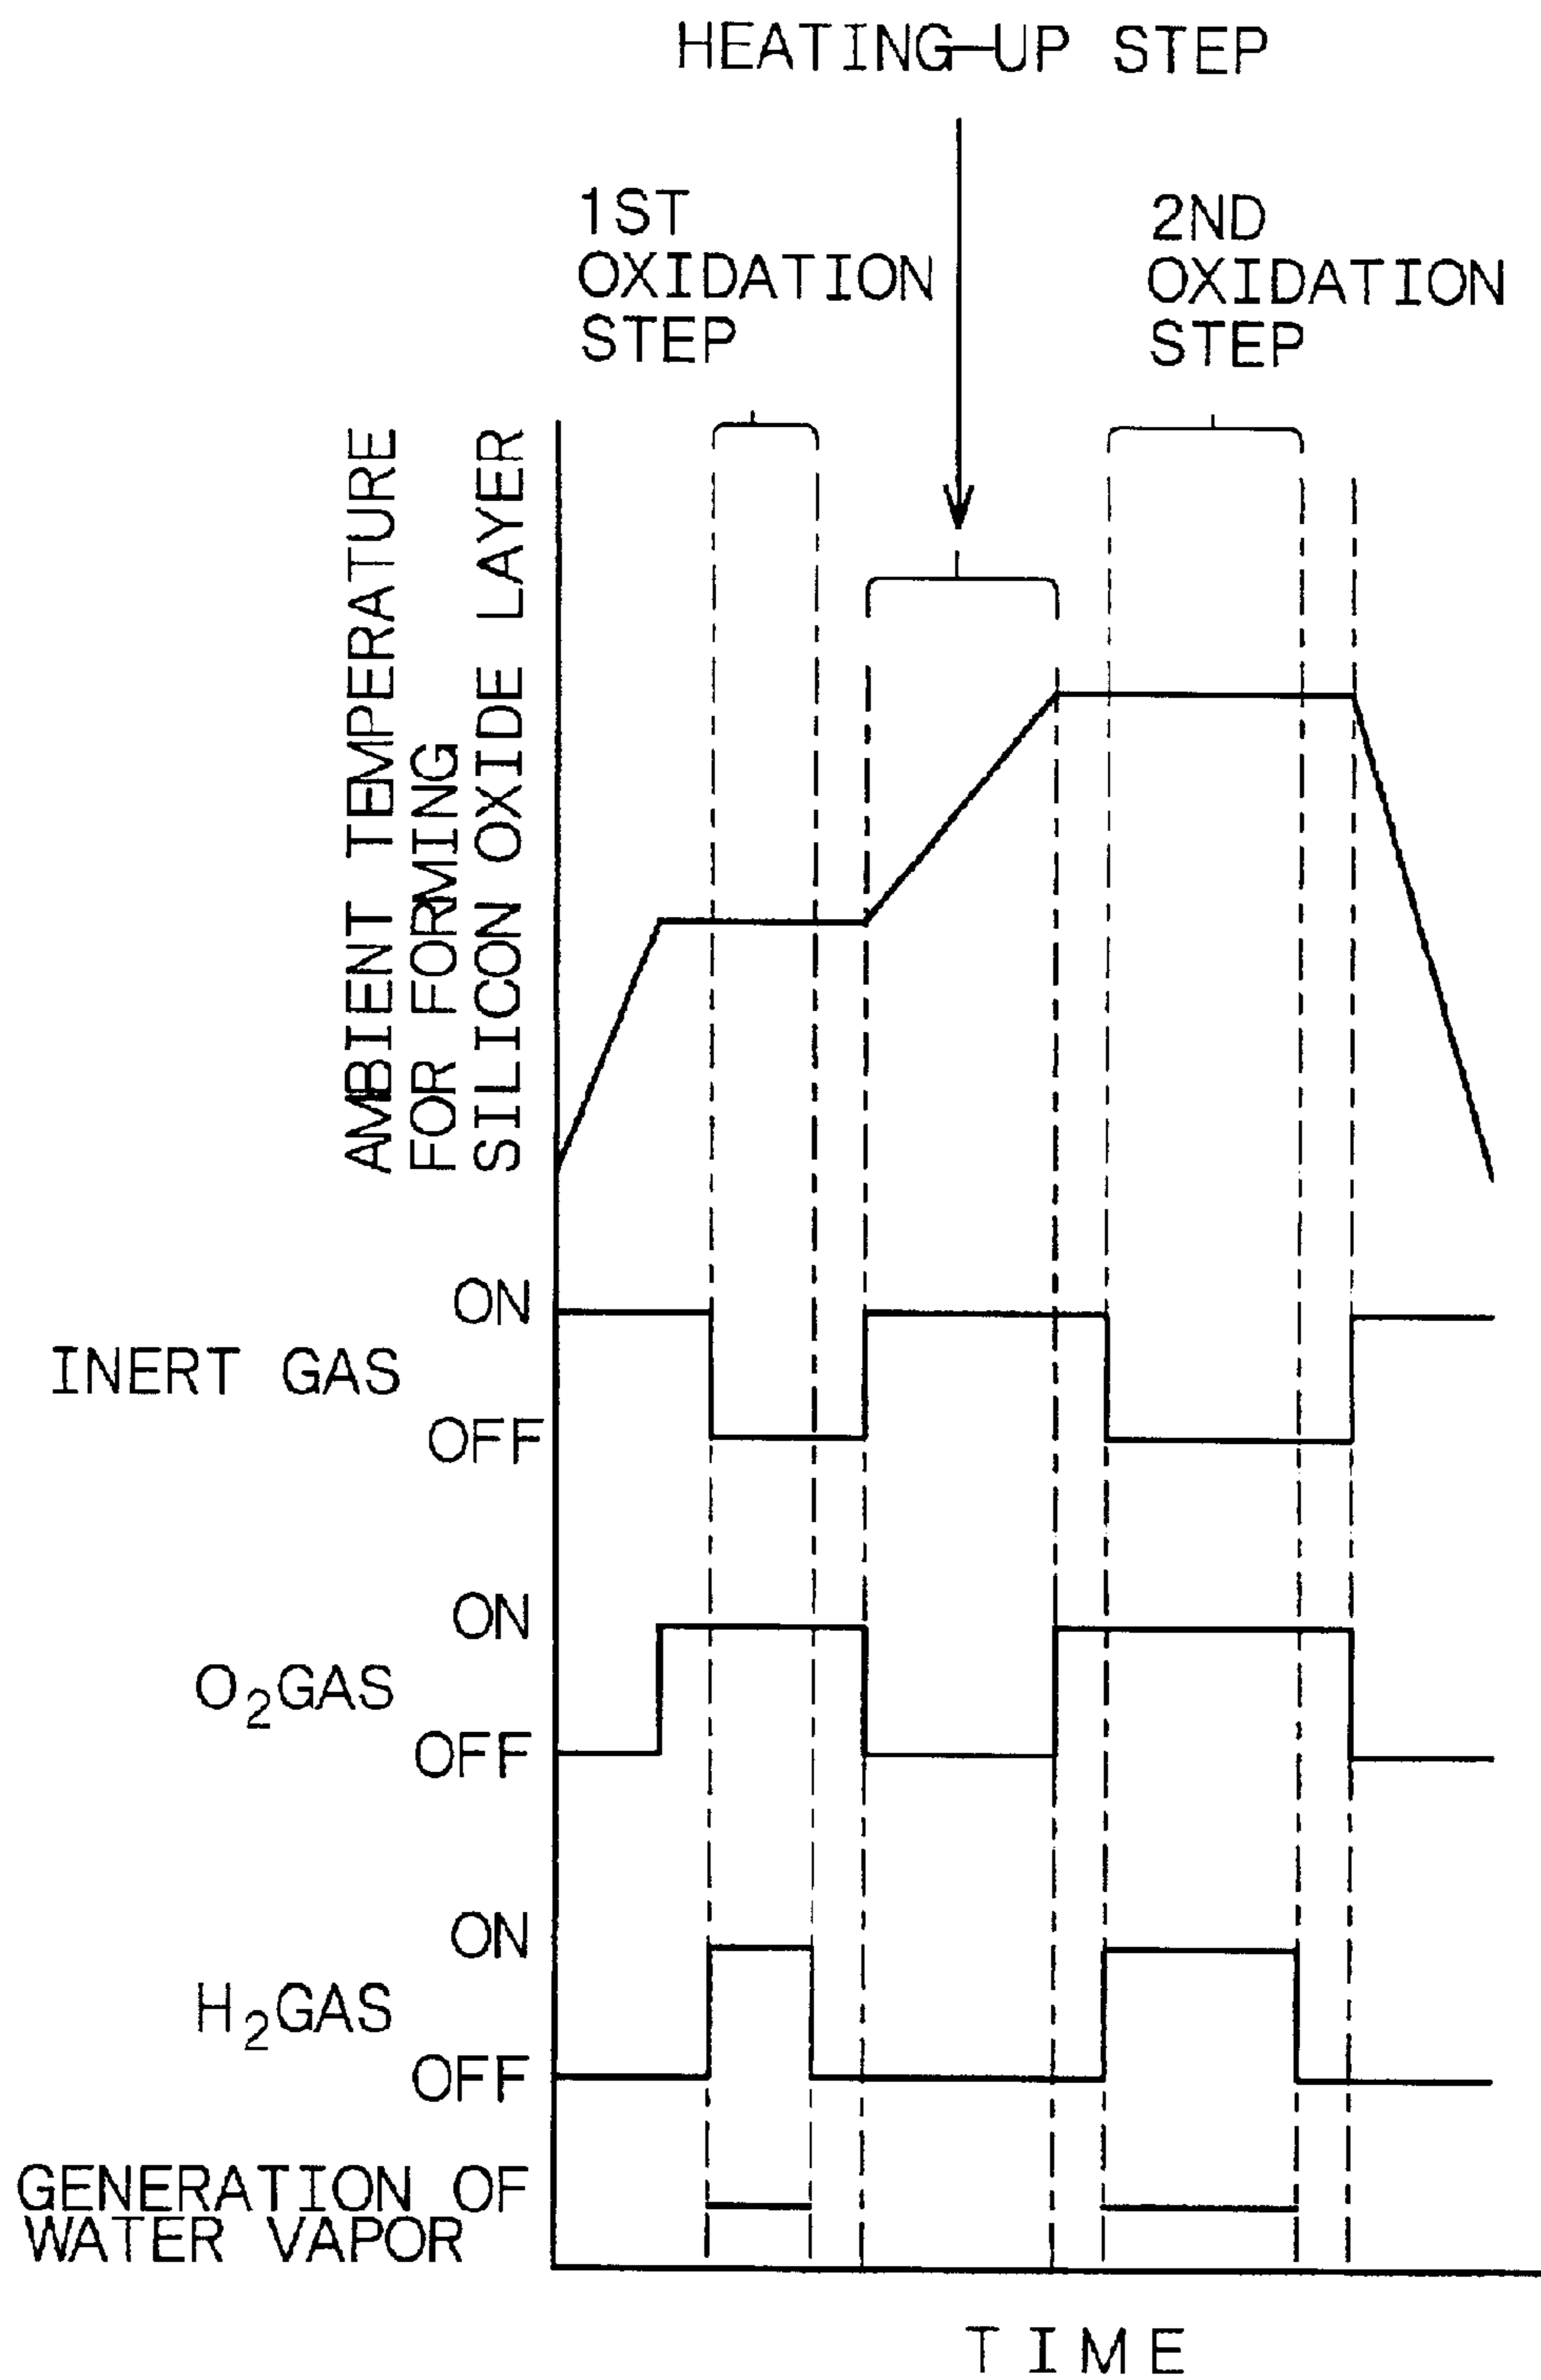 HEATING-UP STEP
1ST
OXIDATION
STEP
2ND
OXIDATION
STEP
AMBIENT TEMPERATURE
FOR FORMING
SILICON OXIDE LAYER
ON
INERT GAS
OFF
ON
O₂GAS
OFF
ON
H₂GAS
OFF
GENERATION OF
WATER VAPOR
TIME